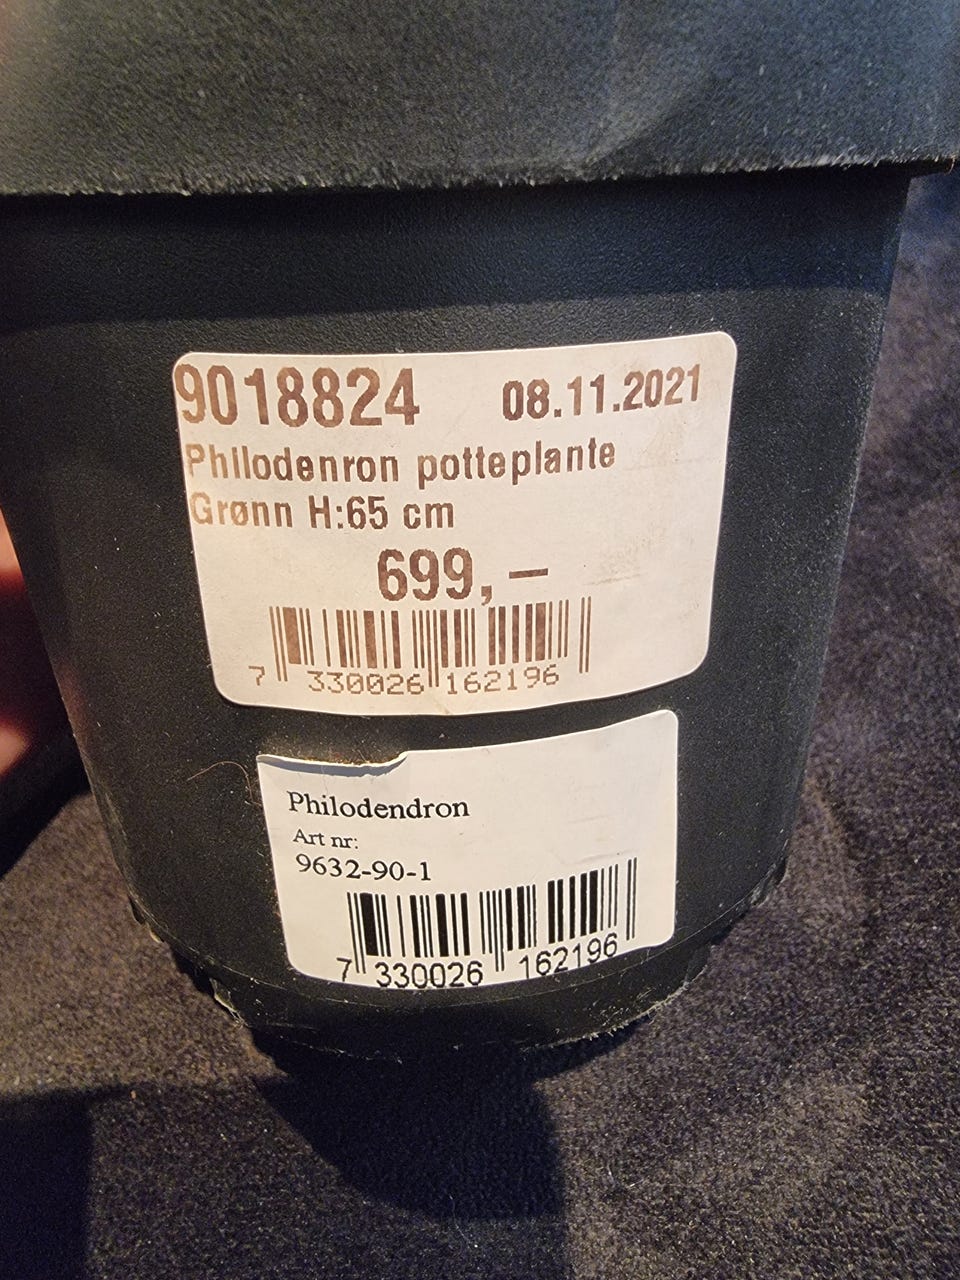 9018824 08.11.2021
Philodenron potteplante
Grønn H:65 cm
699,–
7 330026 162196
Philodendron
Art nr:
9632-90-1
7 330026 162196